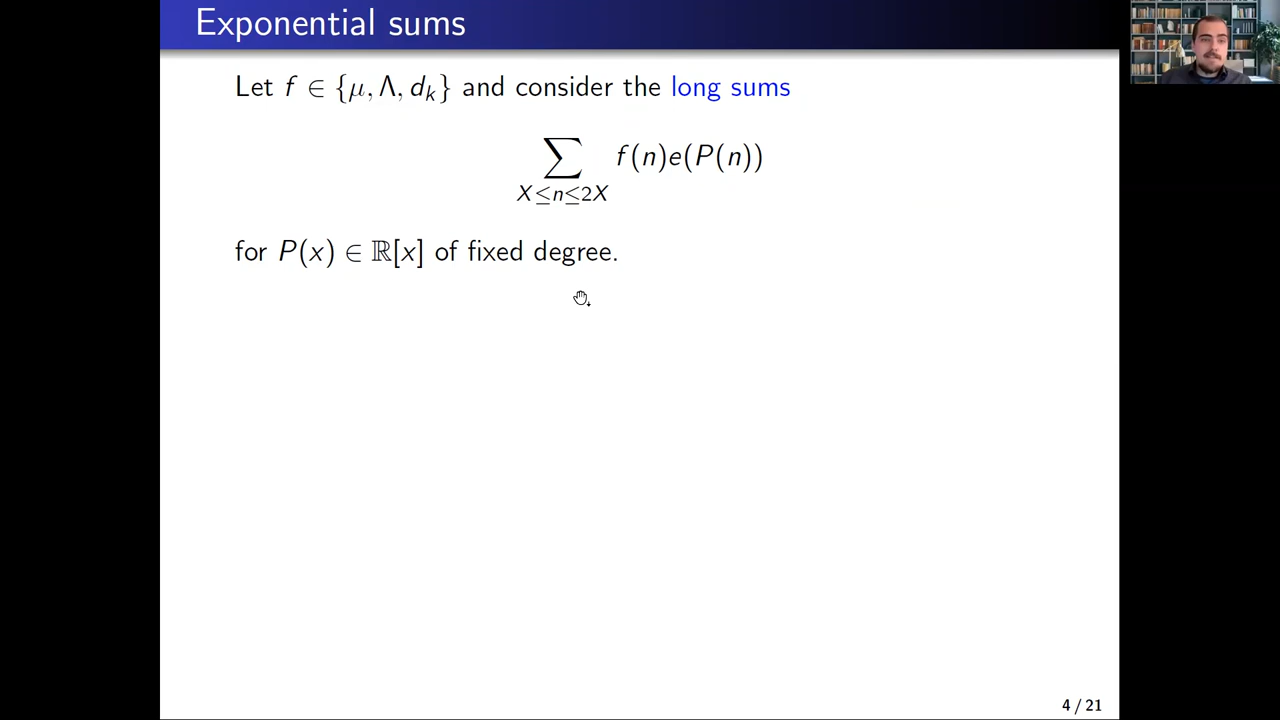 Exponential sums
Let f ∈ {μ, Λ, d_k} and consider the long sums
∑_{X≤n≤2X} f(n)e(P(n))
for P(x) ∈ ℝ[x] of fixed degree.
4 / 21